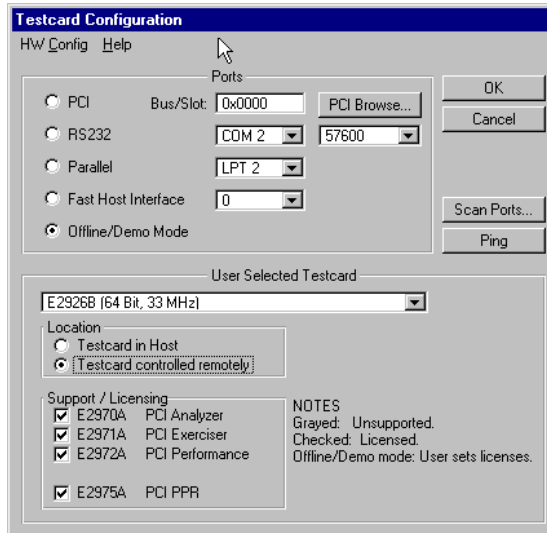 Testcard Configuration
HW Config Help
Ports
PCI Bus/Slot: 0x0000 PCI Browse...
RS232 COM 2 57600
Parallel LPT 2
Fast Host Interface 0
Offline/Demo Mode
OK
Cancel
Scan Ports...
Ping
User Selected Testcard
E2926B (64 Bit, 33 MHz)
Location
Testcard in Host
Testcard controlled remotely
Support / Licensing
E2970A PCI Analyzer
E2971A PCI Exerciser
E2972A PCI Performance
E2975A PCI PPR
NOTES
Grayed: Unsupported.
Checked: Licensed.
Offline/Demo mode: User sets licenses.